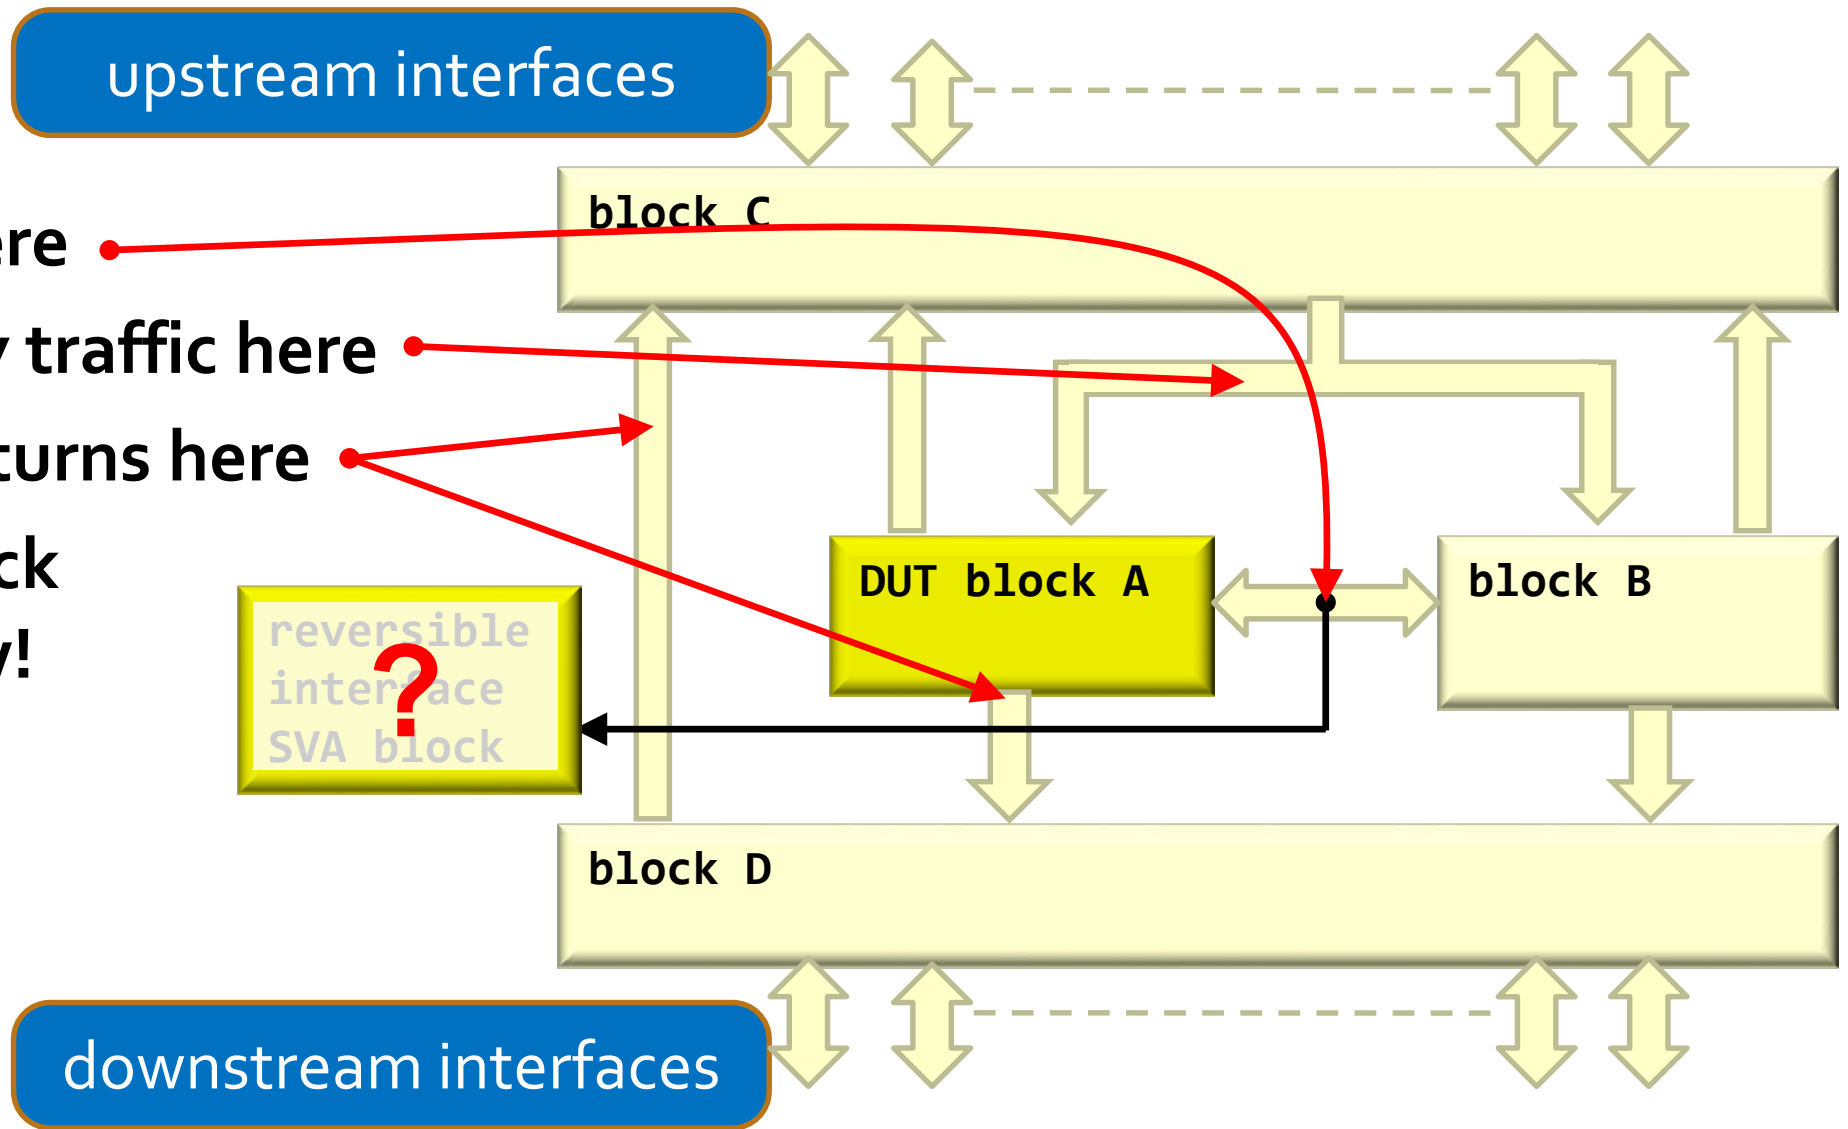 upstream interfaces
block C
ere
y traffic here
turns here
ck
y!
DUT block A
block B
reversible
interface
SVA block
?
block D
downstream interfaces